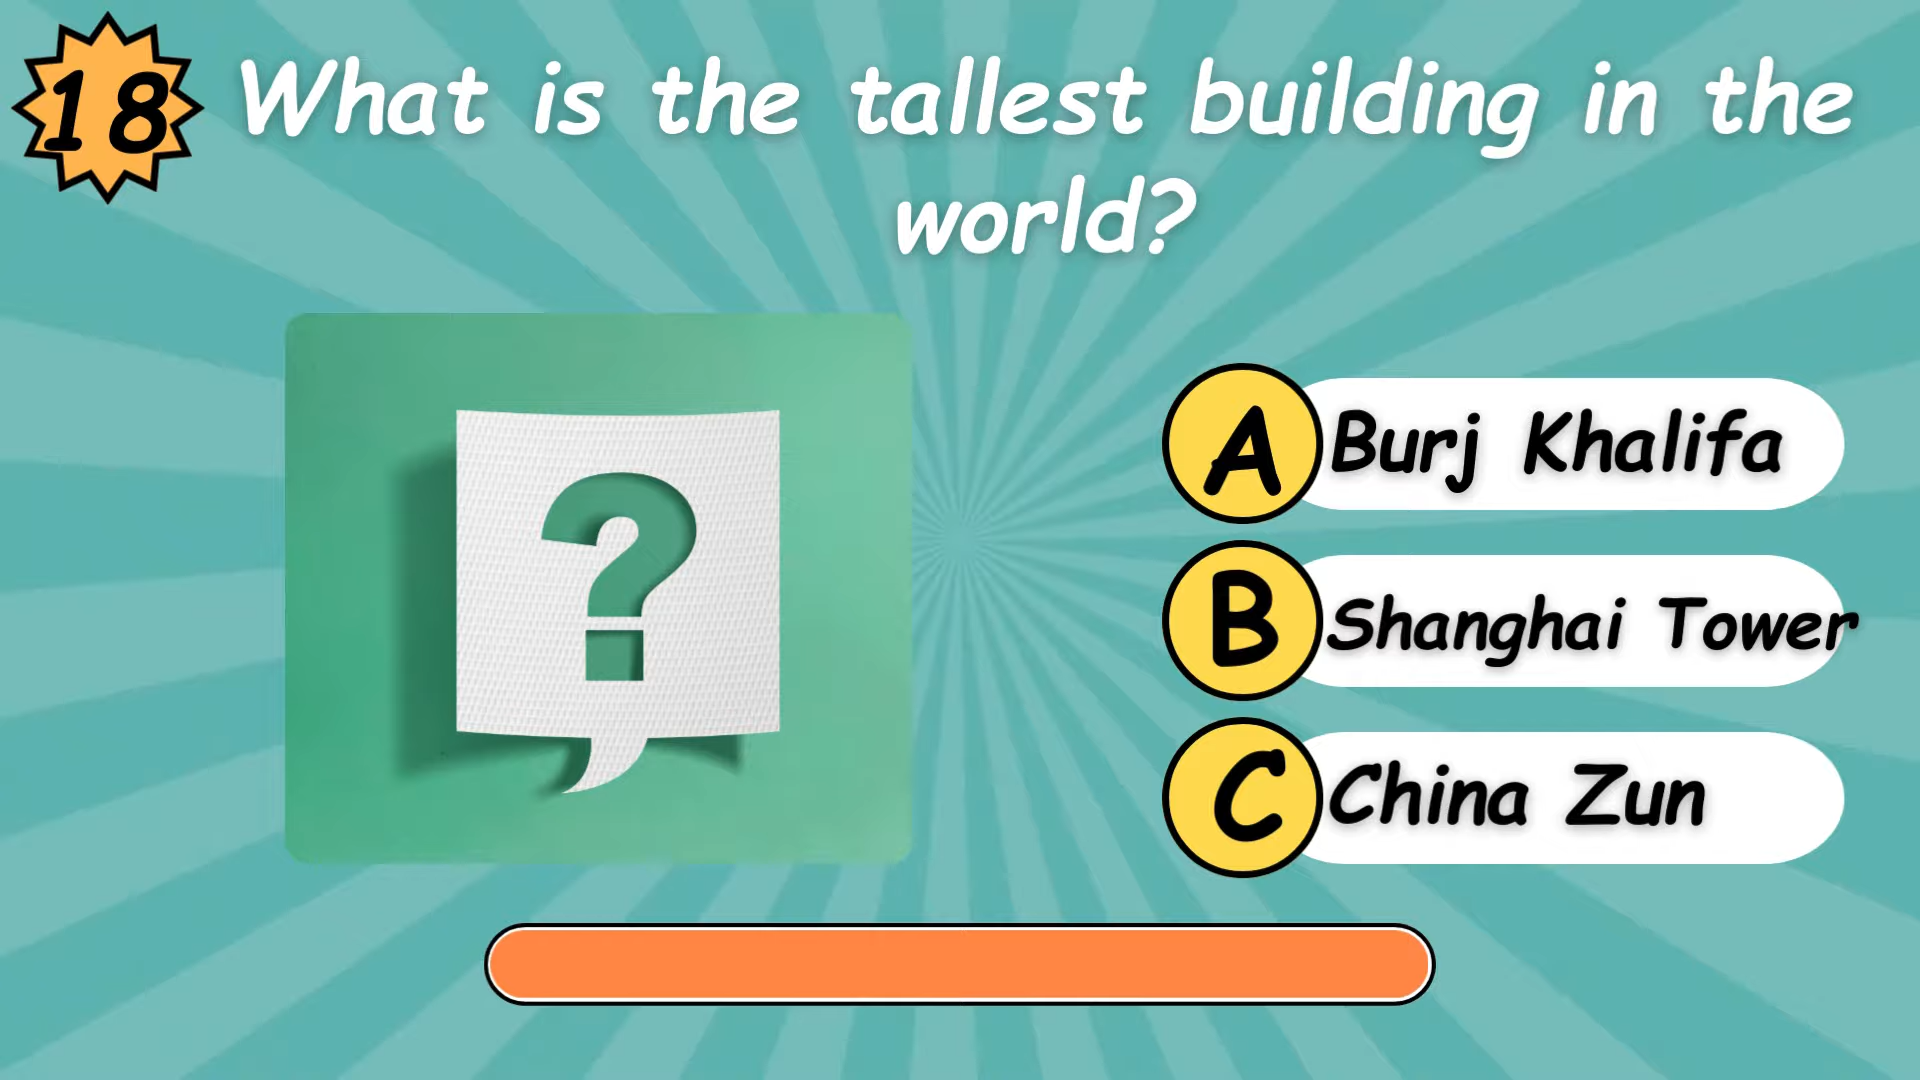 18
What is the tallest building in the
world?
?
A Burj Khalifa
B Shanghai Tower
C China Zun